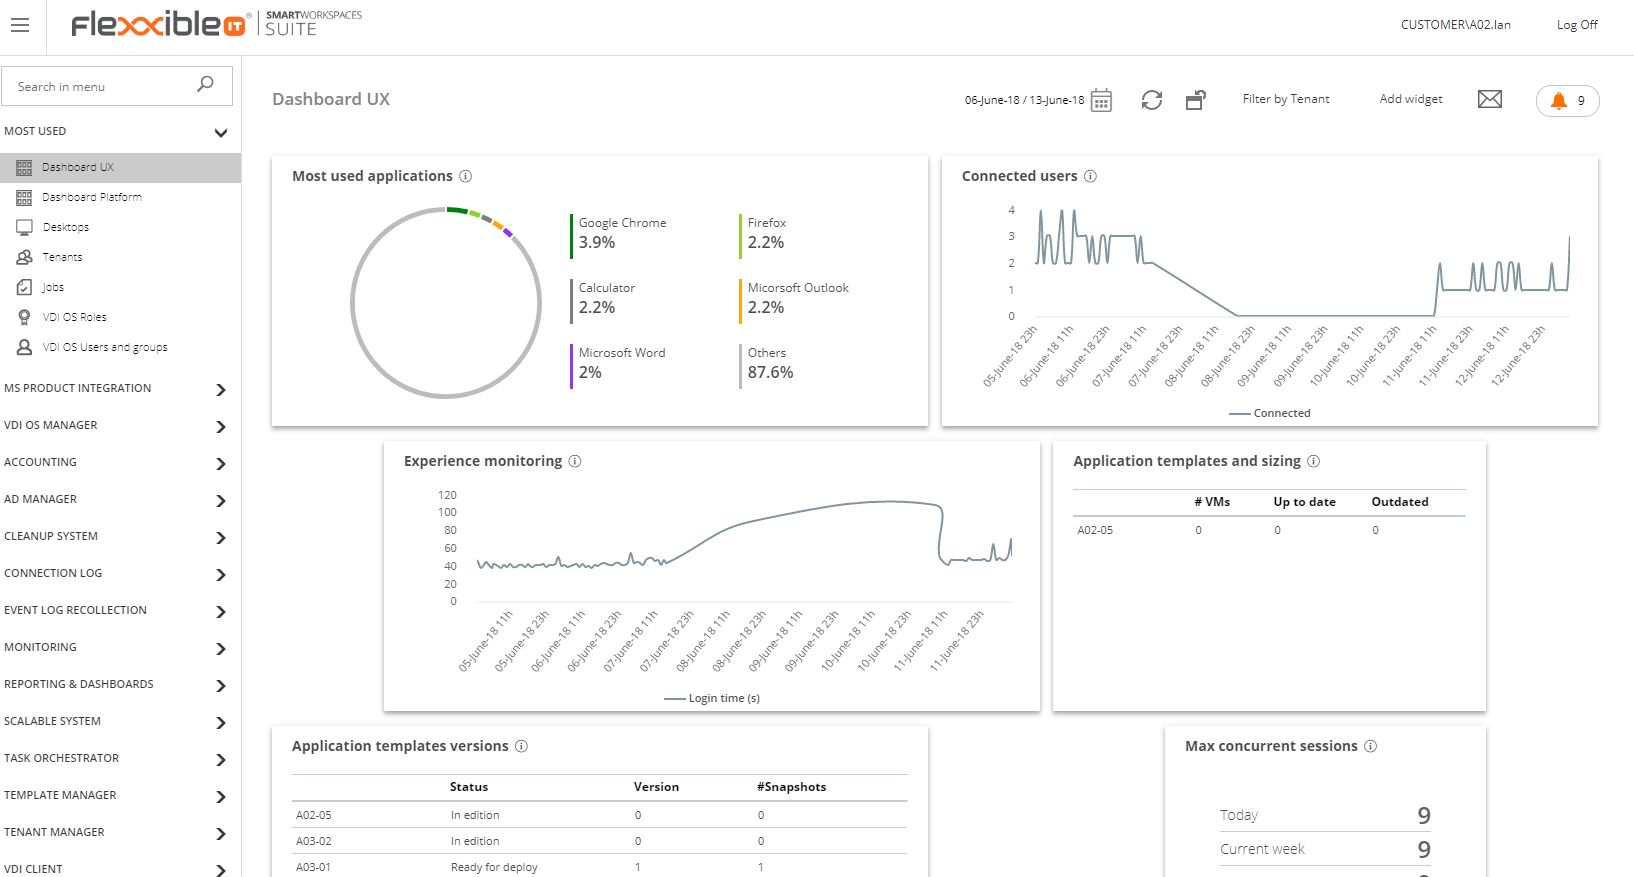 flexxibleIT® SMARTWORKSPACES SUITE
CUSTOMER\A02.lan
Log Off
Search in menu
MOST USED
Dashboard UX
Dashboard Platform
Desktops
Tenants
Jobs
VDI OS Roles
VDI OS Users and groups
MS PRODUCT INTEGRATION
VDI OS MANAGER
ACCOUNTING
AD MANAGER
CLEANUP SYSTEM
CONNECTION LOG
EVENT LOG RECOLLECTION
MONITORING
REPORTING & DASHBOARDS
SCALABLE SYSTEM
TASK ORCHESTRATOR
TEMPLATE MANAGER
TENANT MANAGER
VDI CLIENT
Dashboard UX
06-June-18 / 13-June-18
Filter by Tenant
Add widget
9
Most used applications
Google Chrome
3.9%
Firefox
2.2%
Calculator
2.2%
Micorsoft Outlook
2.2%
Microsoft Word
2%
Others
87.6%
Connected users
4
3
2
1
0
05-June-18 23h
06-June-18 11h
06-June-18 23h
07-June-18 11h
07-June-18 23h
08-June-18 11h
08-June-18 23h
09-June-18 11h
09-June-18 23h
10-June-18 11h
10-June-18 23h
11-June-18 11h
11-June-18 23h
12-June-18 11h
12-June-18 23h
Connected
Experience monitoring
120
100
80
60
40
20
0
05-June-18 11h
05-June-18 23h
06-June-18 11h
06-June-18 23h
07-June-18 11h
07-June-18 23h
08-June-18 11h
08-June-18 23h
09-June-18 11h
09-June-18 23h
10-June-18 11h
10-June-18 23h
11-June-18 11h
11-June-18 23h
Login time (s)
Application templates and sizing
# VMs Up to date Outdated
A02-05 0 0 0
Application templates versions
Status Version #Snapshots
A02-05 In edition 0 0
A03-02 In edition 0 0
A03-01 Ready for deploy 1 1
Max concurrent sessions
Today 9
Current week 9